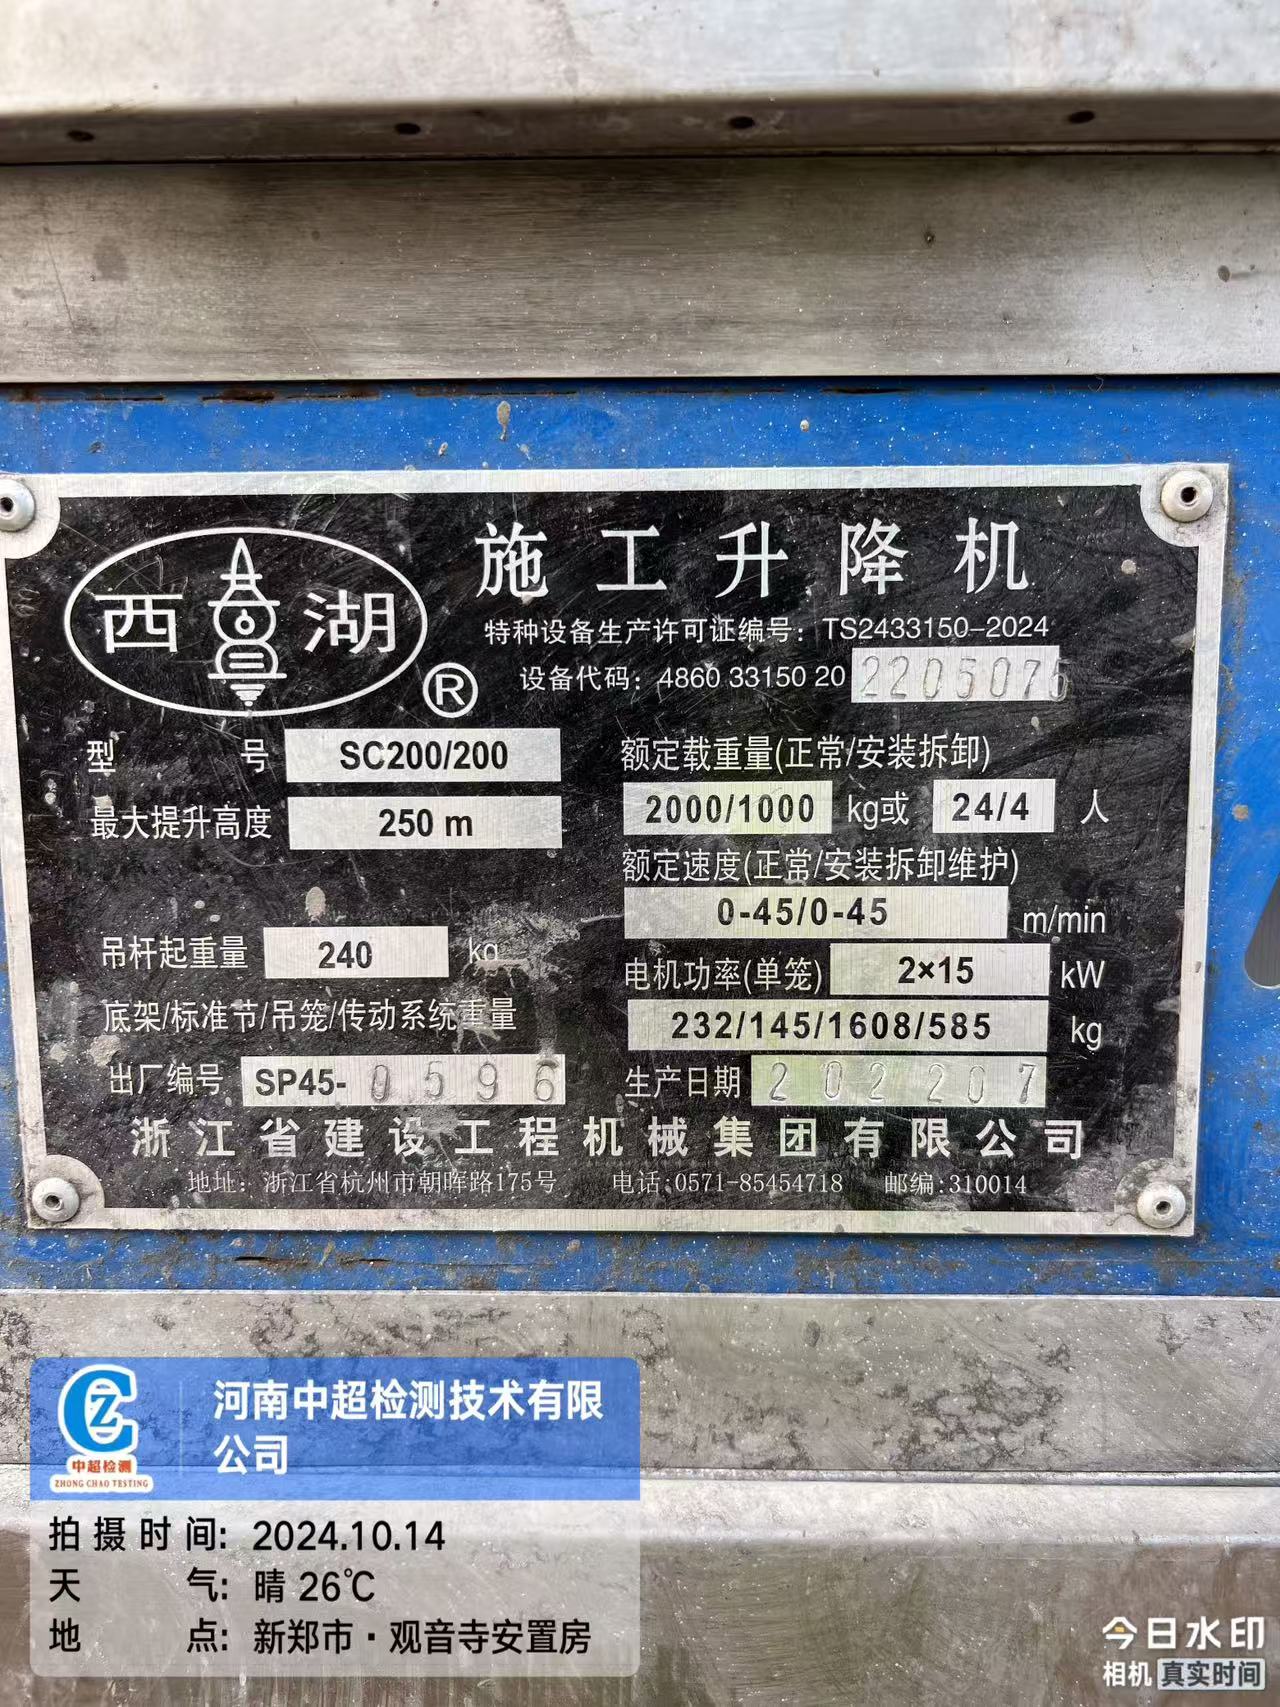 西湖®
施工升降机
特种设备生产许可证编号：TS2433150-2024
设备代码：4860 33150 20 2205075
型号 SC200/200
最大提升高度 250 m
额定载重量(正常/安装拆卸)
2000/1000 kg或 24/4 人
额定速度(正常/安装拆卸维护)
0-45/0-45 m/min
吊杆起重量 240 kg
电机功率(单笼) 2×15 kW
底架/标准节/吊笼/传动系统重量 232/145/1608/585 kg
出厂编号 SP45-0596 生产日期 202207
浙江省建设工程机械集团有限公司
地址：浙江省杭州市朝晖路175号 电话:0571-85454718 邮编:310014
中超检测
ZHONG CHAO TESTING
河南中超检测技术有限
公司
拍摄时间: 2024.10.14
天气: 晴 26℃
地点: 新郑市·观音寺安置房
今日水印
相机 真实时间